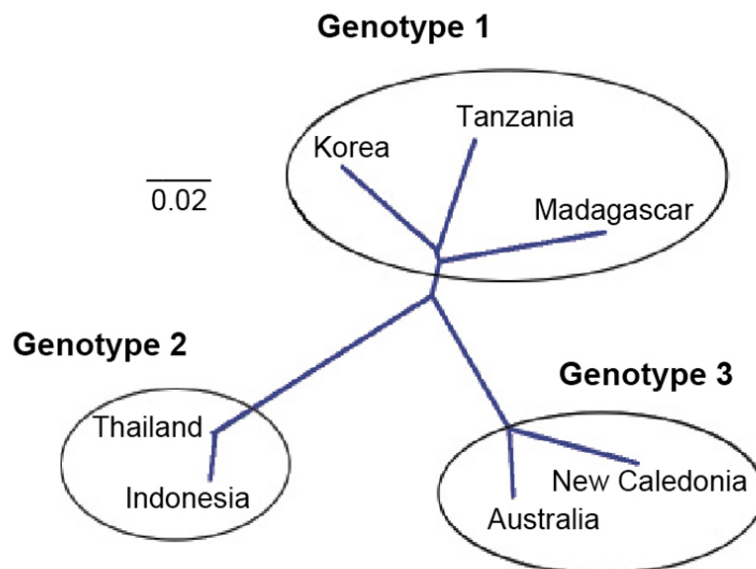 Genotype 1
Tanzania
Korea
0.02
Madagascar
Genotype 2
Genotype 3
Thailand
New Caledonia
Indonesia
Australia